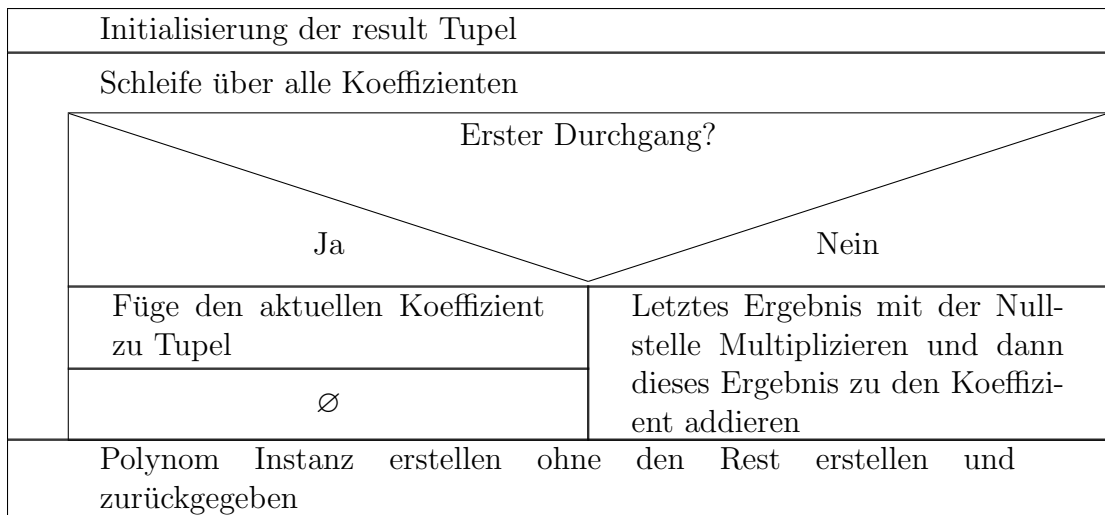 Initialisierung der result Tupel
Schleife über alle Koeffizienten
Erster Durchgang?
Ja
Nein
Füge den aktuellen Koeffizient
zu Tupel
∅
Letztes Ergebnis mit der Null-
stelle Multiplizieren und dann
dieses Ergebnis zu den Koeffizi-
ent addieren
Polynom Instanz erstellen ohne den Rest erstellen und
zurückgegeben